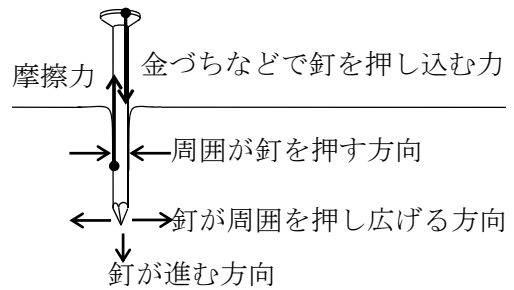 金づちなどで釘を押し込む力
摩擦力
周囲が釘を押す方向
釘が周囲を押し広げる方向
釘が進む方向